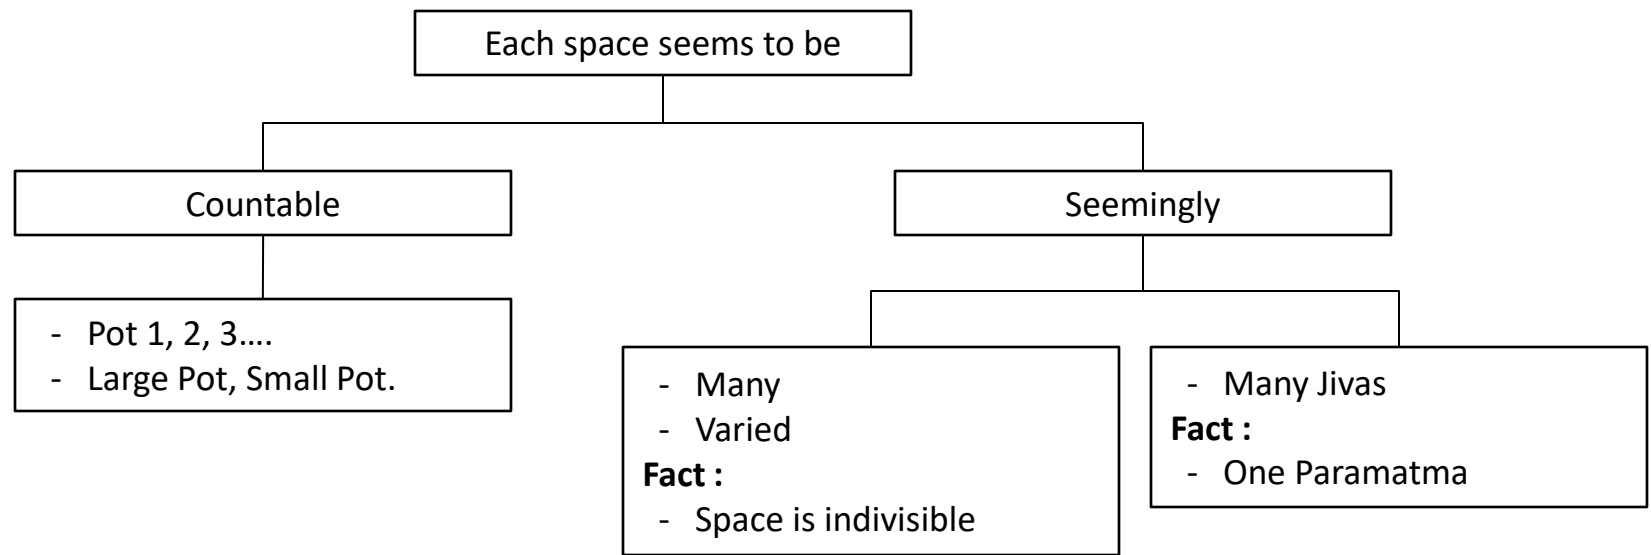 Each space seems to be
Countable
Seemingly
- Pot 1, 2, 3....
- Large Pot, Small Pot.
- Many
- Varied
Fact :
- Space is indivisible
- Many Jivas
Fact :
- One Paramatma